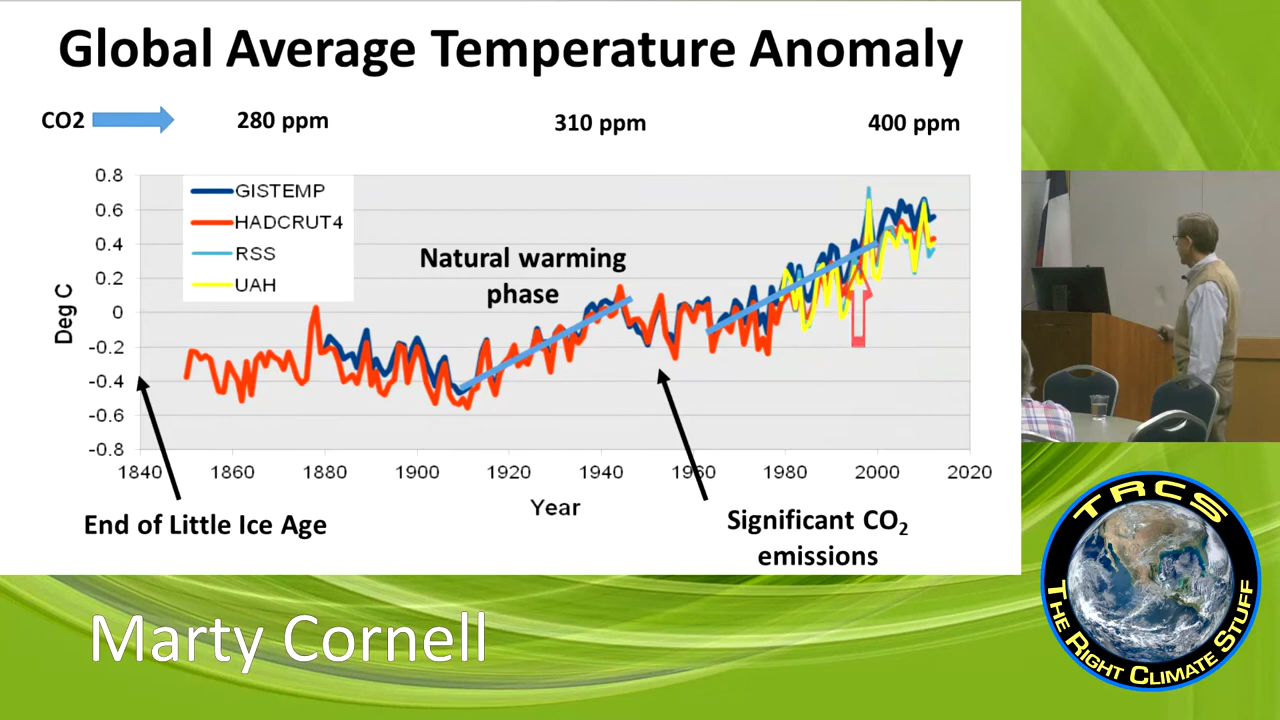 Global Average Temperature Anomaly
CO2
280 ppm
310 ppm
400 ppm
0.8
0.6
0.4
0.2
0
-0.2
-0.4
-0.6
-0.8
Deg C
GISTEMP
HADCRUT4
RSS
UAH
Natural warming
phase
1840
1860
1880
1900
1920
1940
1960
1980
2000
2020
Year
End of Little Ice Age
Significant CO₂
emissions
Marty Cornell
TRCS
THE RIGHT CLIMATE STUFF